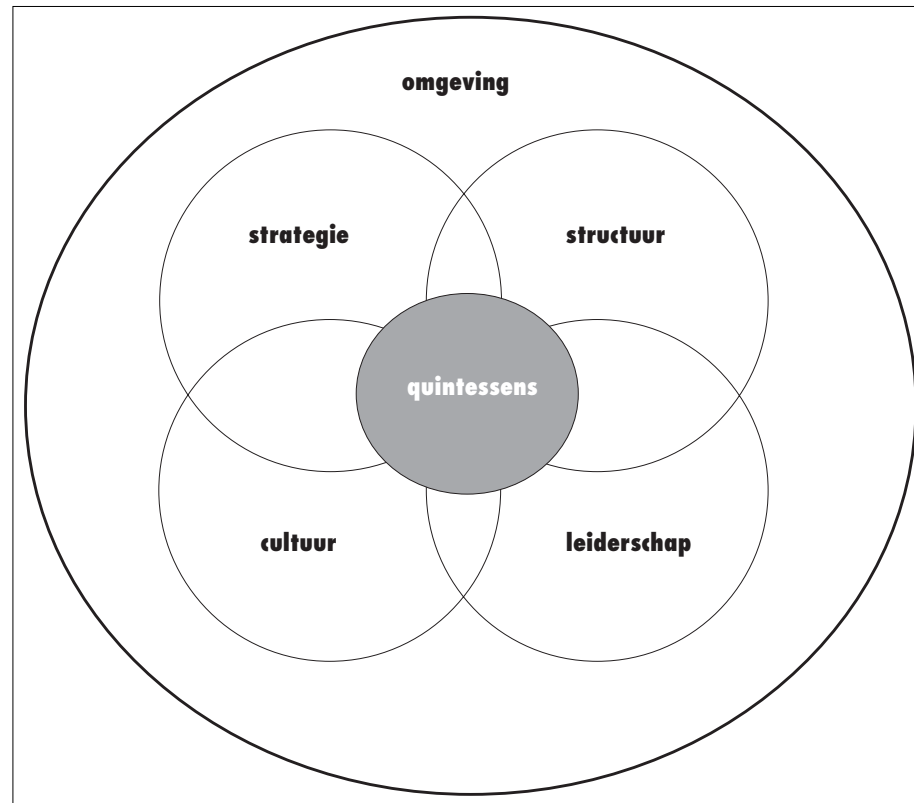 omgeving
strategie
structuur
quintessens
cultuur
leiderschap